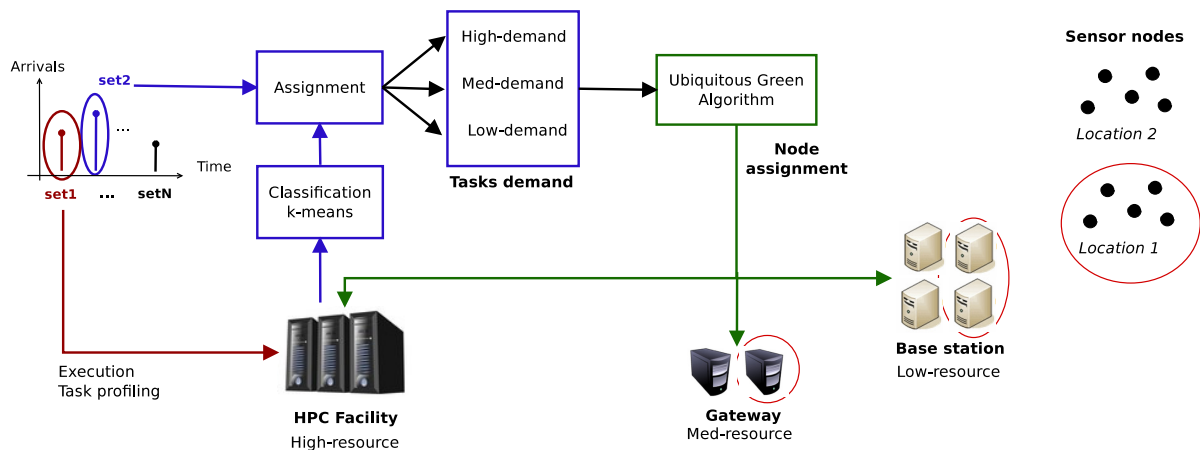 Arrivals
set2
...
Time
set1
...
setN
Assignment
Classification
k-means
High-demand
Med-demand
Low-demand
Tasks demand
Ubiquitous Green
Algorithm
Node
assignment
Sensor nodes
Location 2
Location 1
Execution
Task profiling
HPC Facility
High-resource
Gateway
Med-resource
Base station
Low-resource